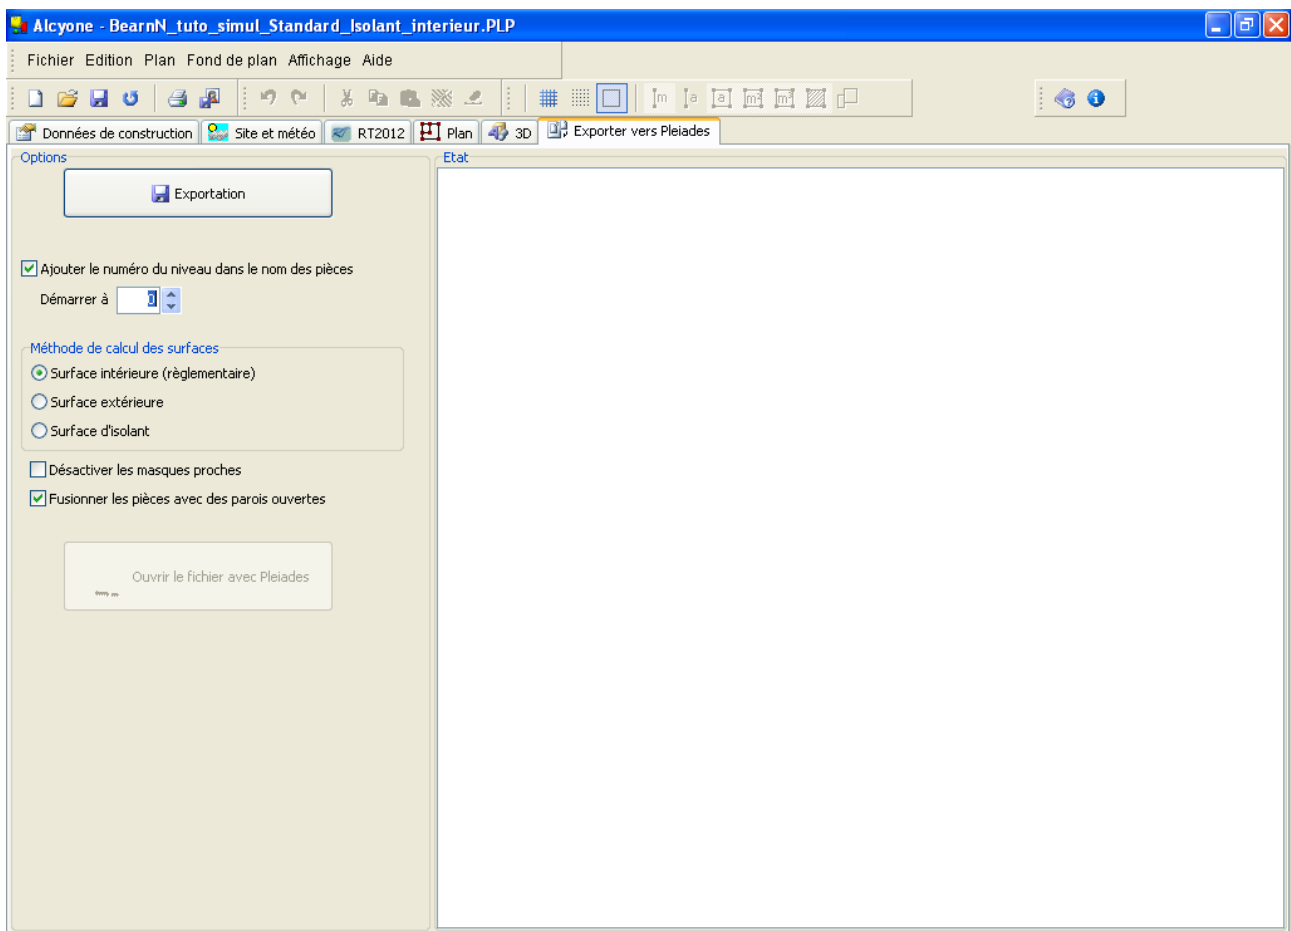 Alcyone - BearnN_tuto_simul_Standard_Isolant_interieur.PLP
Fichier Edition Plan Fond de plan Affichage Aide
Données de construction Site et météo RT2012 Plan 3D Exporter vers Pleiades
Options
Exportation
Ajouter le numéro du niveau dans le nom des pièces
Démarrer à 0
Méthode de calcul des surfaces
Surface intérieure (règlementaire)
Surface extérieure
Surface d'isolant
Désactiver les masques proches
Fusionner les pièces avec des parois ouvertes
Ouvrir le fichier avec Pleiades
Etat